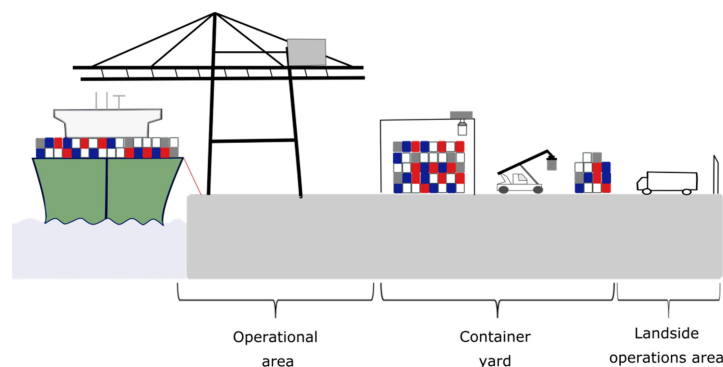 Operational
area
Container
yard
Landside
operations area